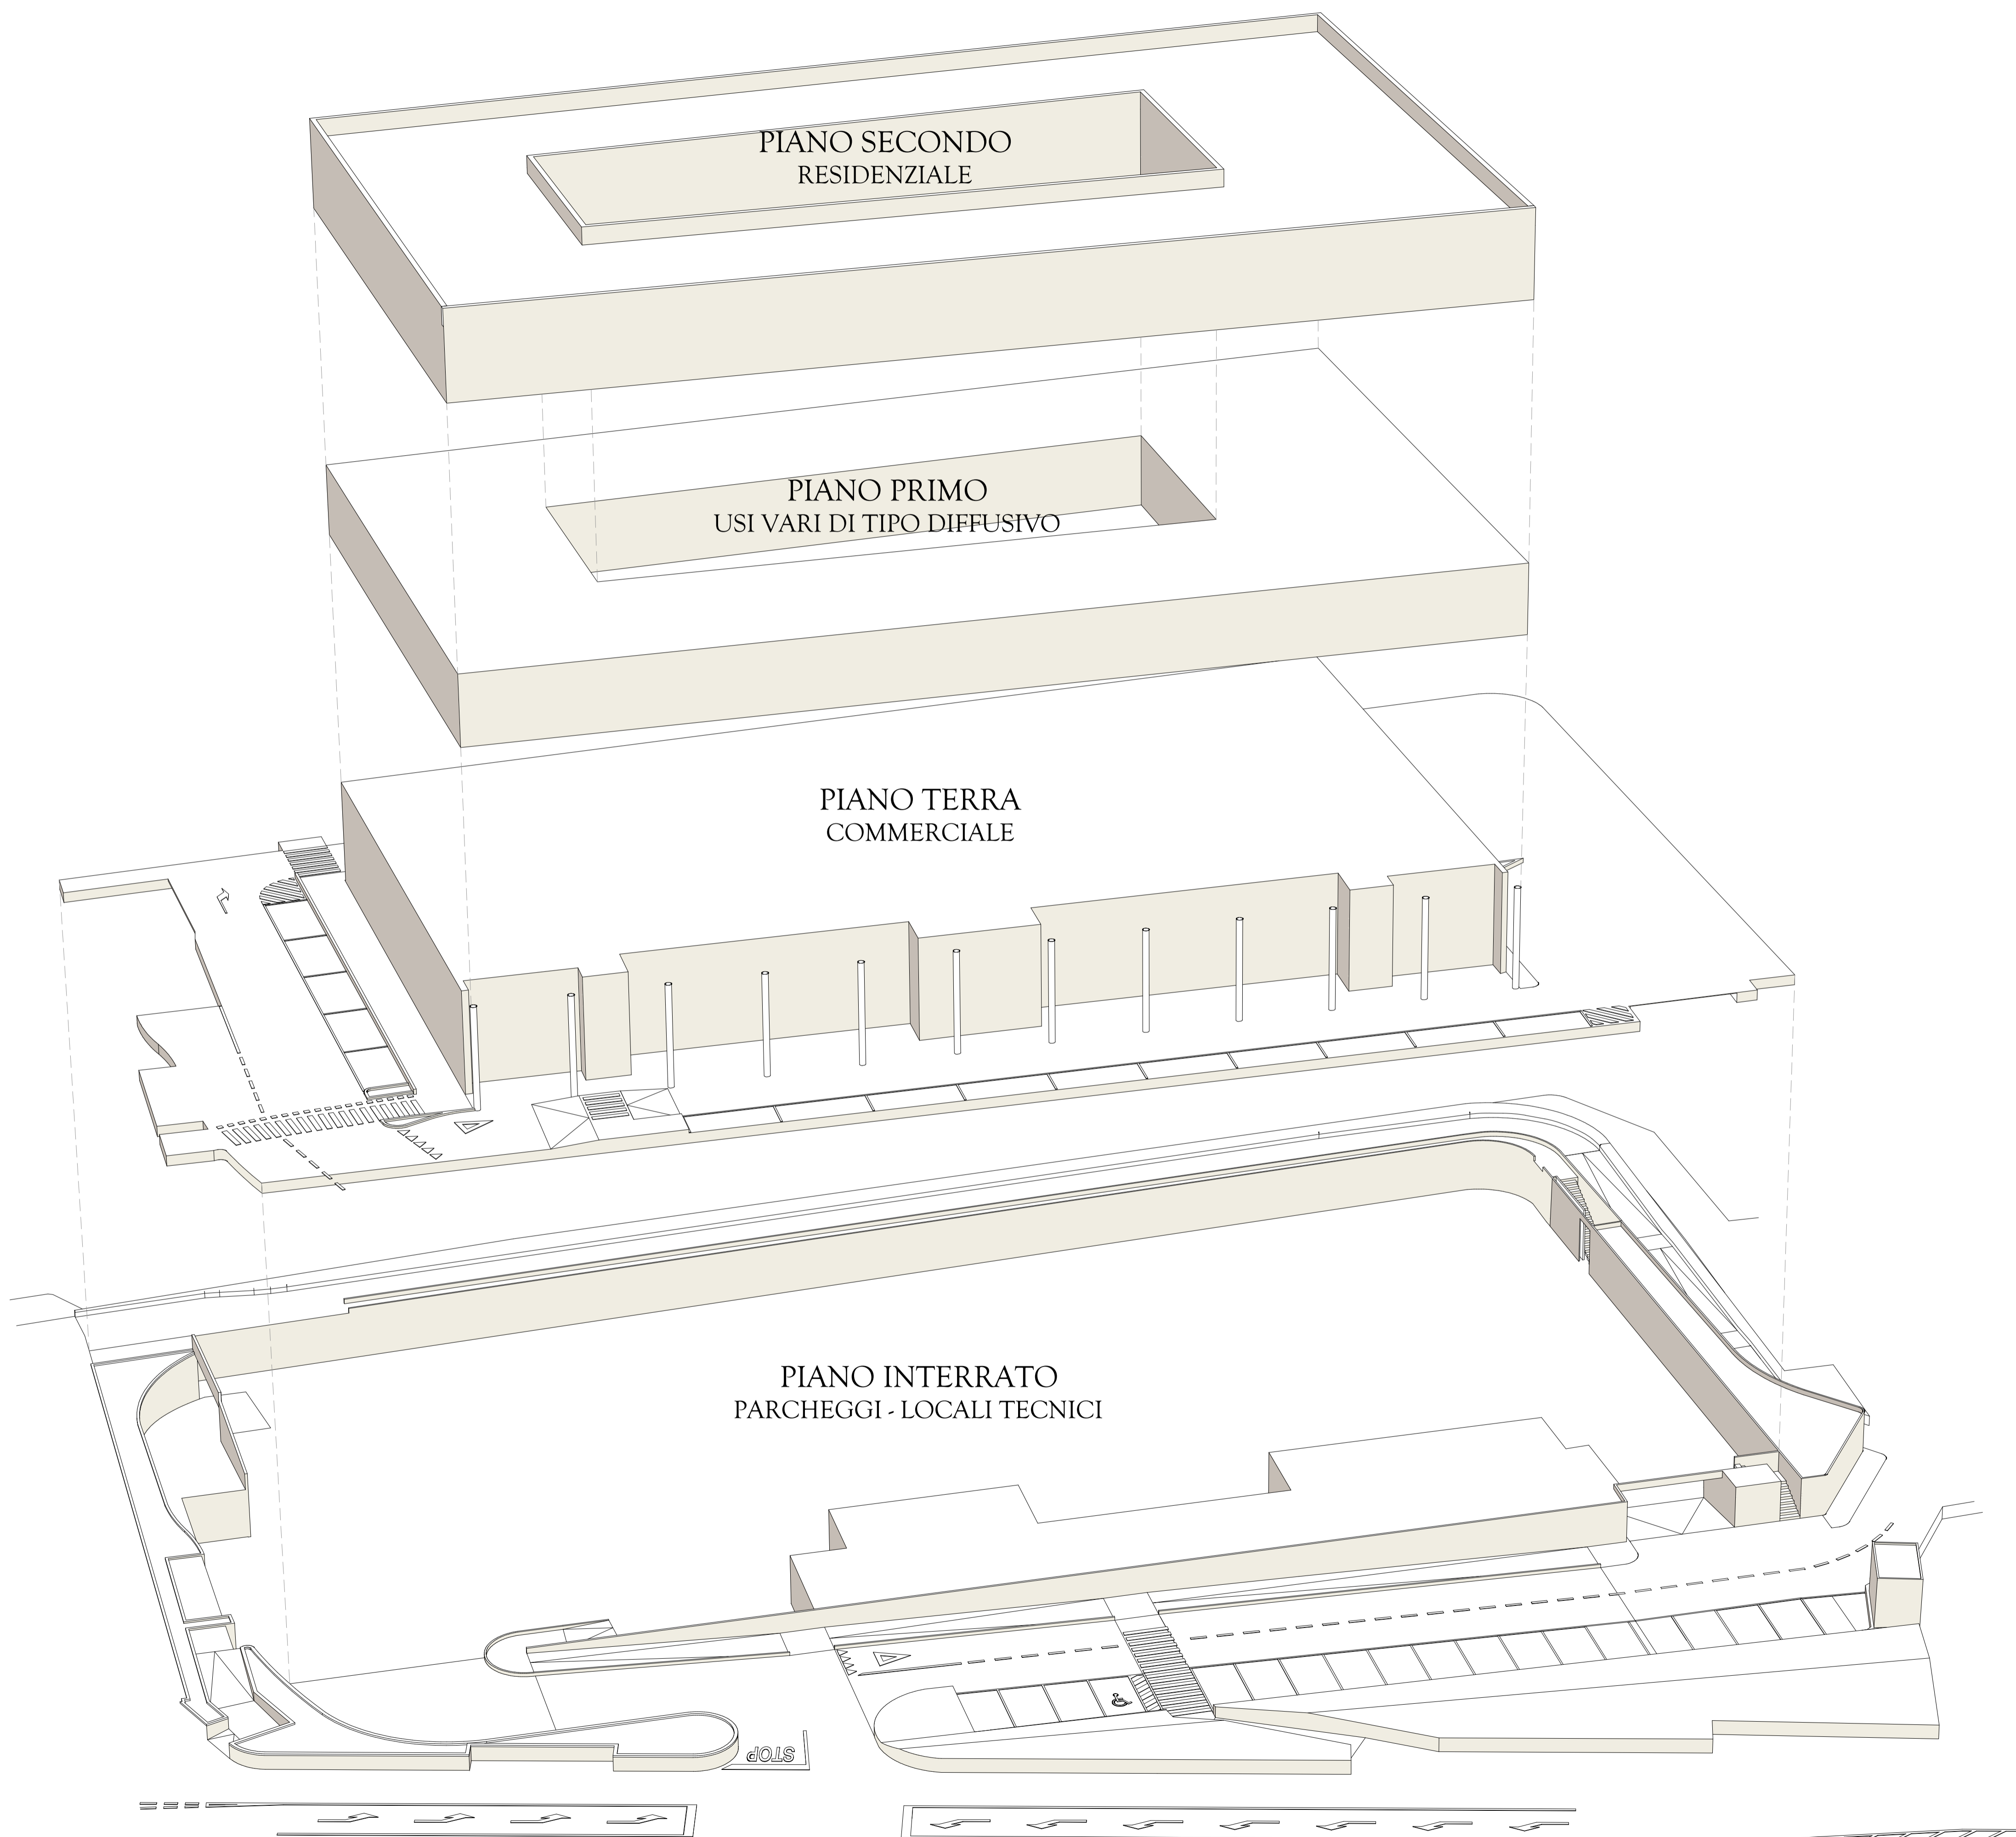 PIANO SECONDO
RESIDENZIALE
PIANO PRIMO
USI VARI DI TIPO DIFFUSIVO
PIANO TERRA
COMMERCIALE
PIANO INTERRATO
PARCHEGGI - LOCALI TECNICI
STOP